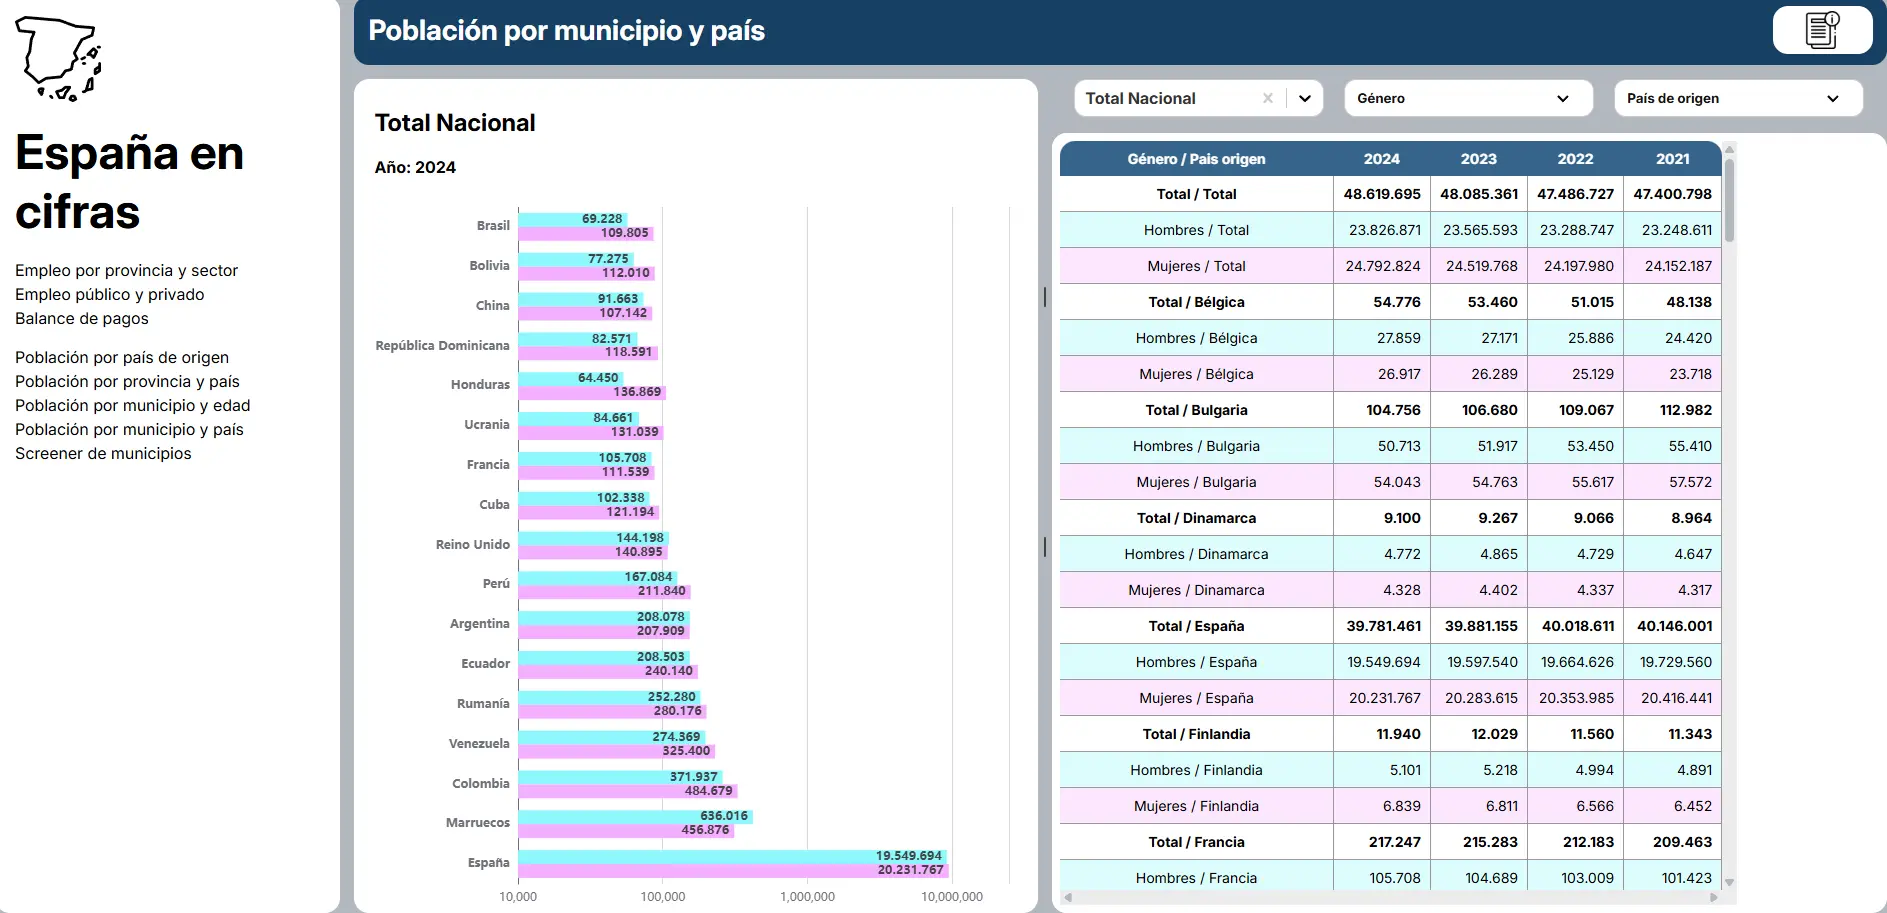 España en
cifras
Empleo por provincia y sector
Empleo público y privado
Balance de pagos
Población por país de origen
Población por provincia y país
Población por municipio y edad
Población por municipio y país
Screener de municipios
Población por municipio y país
Total Nacional
Año: 2024
Brasil 69.228 109.805
Bolivia 77.275 112.010
China 91.663 107.142
República Dominicana 82.571 118.591
Honduras 64.450 136.869
Ucrania 84.661 131.039
Francia 105.708 111.539
Cuba 102.338 121.194
Reino Unido 144.198 140.895
Perú 167.084 211.840
Argentina 208.078 207.909
Ecuador 208.503 240.140
Rumanía 252.280 280.176
Venezuela 274.369 325.400
Colombia 371.937 484.679
Marruecos 636.016 456.876
España 19.549.694 20.231.767
10,000 100,000 1,000,000 10,000,000
Total Nacional Género País de origen
Género / Pais origen 2024 2023 2022 2021
Total / Total 48.619.695 48.085.361 47.486.727 47.400.798
Hombres / Total 23.826.871 23.565.593 23.288.747 23.248.611
Mujeres / Total 24.792.824 24.519.768 24.197.980 24.152.187
Total / Bélgica 54.776 53.460 51.015 48.138
Hombres / Bélgica 27.859 27.171 25.886 24.420
Mujeres / Bélgica 26.917 26.289 25.129 23.718
Total / Bulgaria 104.756 106.680 109.067 112.982
Hombres / Bulgaria 50.713 51.917 53.450 55.410
Mujeres / Bulgaria 54.043 54.763 55.617 57.572
Total / Dinamarca 9.100 9.267 9.066 8.964
Hombres / Dinamarca 4.772 4.865 4.729 4.647
Mujeres / Dinamarca 4.328 4.402 4.337 4.317
Total / España 39.781.461 39.881.155 40.018.611 40.146.001
Hombres / España 19.549.694 19.597.540 19.664.626 19.729.560
Mujeres / España 20.231.767 20.283.615 20.353.985 20.416.441
Total / Finlandia 11.940 12.029 11.560 11.343
Hombres / Finlandia 5.101 5.218 4.994 4.891
Mujeres / Finlandia 6.839 6.811 6.566 6.452
Total / Francia 217.247 215.283 212.183 209.463
Hombres / Francia 105.708 104.689 103.009 101.423